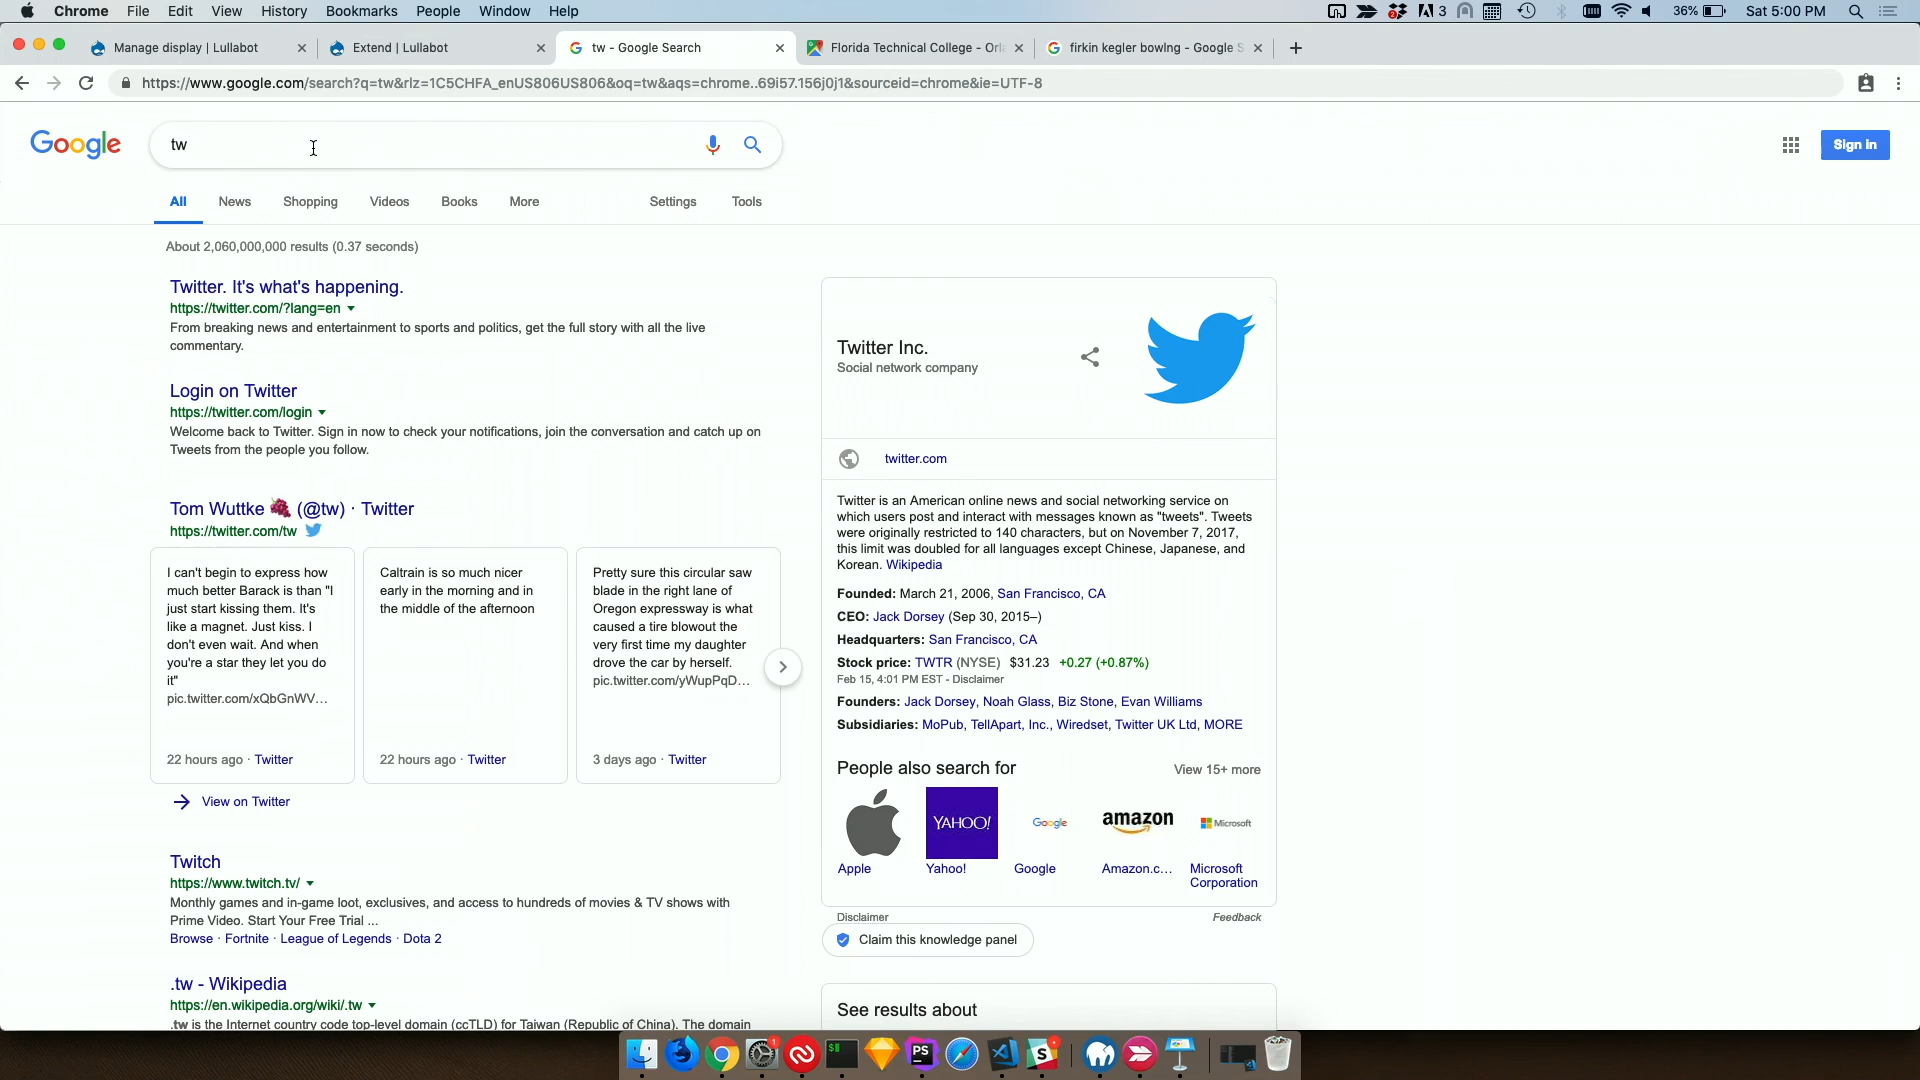 Chrome File Edit View History Bookmarks People Window Help 3 36% Sat 5:00 PM
Manage display | Lullabot Extend | Lullabot tw - Google Search Florida Technical College - Orl firkin kegler bowlng - Google S
https://www.google.com/search?q=tw&rlz=1C5CHFA_enUS806US806&oq=tw&aqs=chrome..69i57.156j0j1&sourceid=chrome&ie=UTF-8
Google tw Sign in
All News Shopping Videos Books More Settings Tools
About 2,060,000,000 results (0.37 seconds)
Twitter. It's what's happening.
https://twitter.com/?lang=en
From breaking news and entertainment to sports and politics, get the full story with all the live
commentary.
Login on Twitter
https://twitter.com/login
Welcome back to Twitter. Sign in now to check your notifications, join the conversation and catch up on
Tweets from the people you follow.
Tom Wuttke 🍇 (@tw) · Twitter
https://twitter.com/tw
I can't begin to express how
much better Barack is than "I
just start kissing them. It's
like a magnet. Just kiss. I
don't even wait. And when
you're a star they let you do
it"
pic.twitter.com/xQbGnWV...
22 hours ago · Twitter
Caltrain is so much nicer
early in the morning and in
the middle of the afternoon
22 hours ago · Twitter
Pretty sure this circular saw
blade in the right lane of
Oregon expressway is what
caused a tire blowout the
very first time my daughter
drove the car by herself.
pic.twitter.com/yWupPqD...
3 days ago · Twitter
View on Twitter
Twitch
https://www.twitch.tv/
Monthly games and in-game loot, exclusives, and access to hundreds of movies & TV shows with
Prime Video. Start Your Free Trial ...
Browse · Fortnite · League of Legends · Dota 2
.tw - Wikipedia
https://en.wikipedia.org/wiki/.tw
.tw is the Internet country code top-level domain (ccTLD) for Taiwan (Republic of China). The domain
Twitter Inc.
Social network company
twitter.com
Twitter is an American online news and social networking service on
which users post and interact with messages known as "tweets". Tweets
were originally restricted to 140 characters, but on November 7, 2017,
this limit was doubled for all languages except Chinese, Japanese, and
Korean. Wikipedia
Founded: March 21, 2006, San Francisco, CA
CEO: Jack Dorsey (Sep 30, 2015–)
Headquarters: San Francisco, CA
Stock price: TWTR (NYSE) $31.23 +0.27 (+0.87%)
Feb 15, 4:01 PM EST - Disclaimer
Founders: Jack Dorsey, Noah Glass, Biz Stone, Evan Williams
Subsidiaries: MoPub, TellApart, Inc., Wiredset, Twitter UK Ltd, MORE
People also search for View 15+ more
YAHOO! Google amazon Microsoft
Apple Yahoo! Google Amazon.c... Microsoft
Corporation
Disclaimer Feedback
Claim this knowledge panel
See results about
1 $ PS S